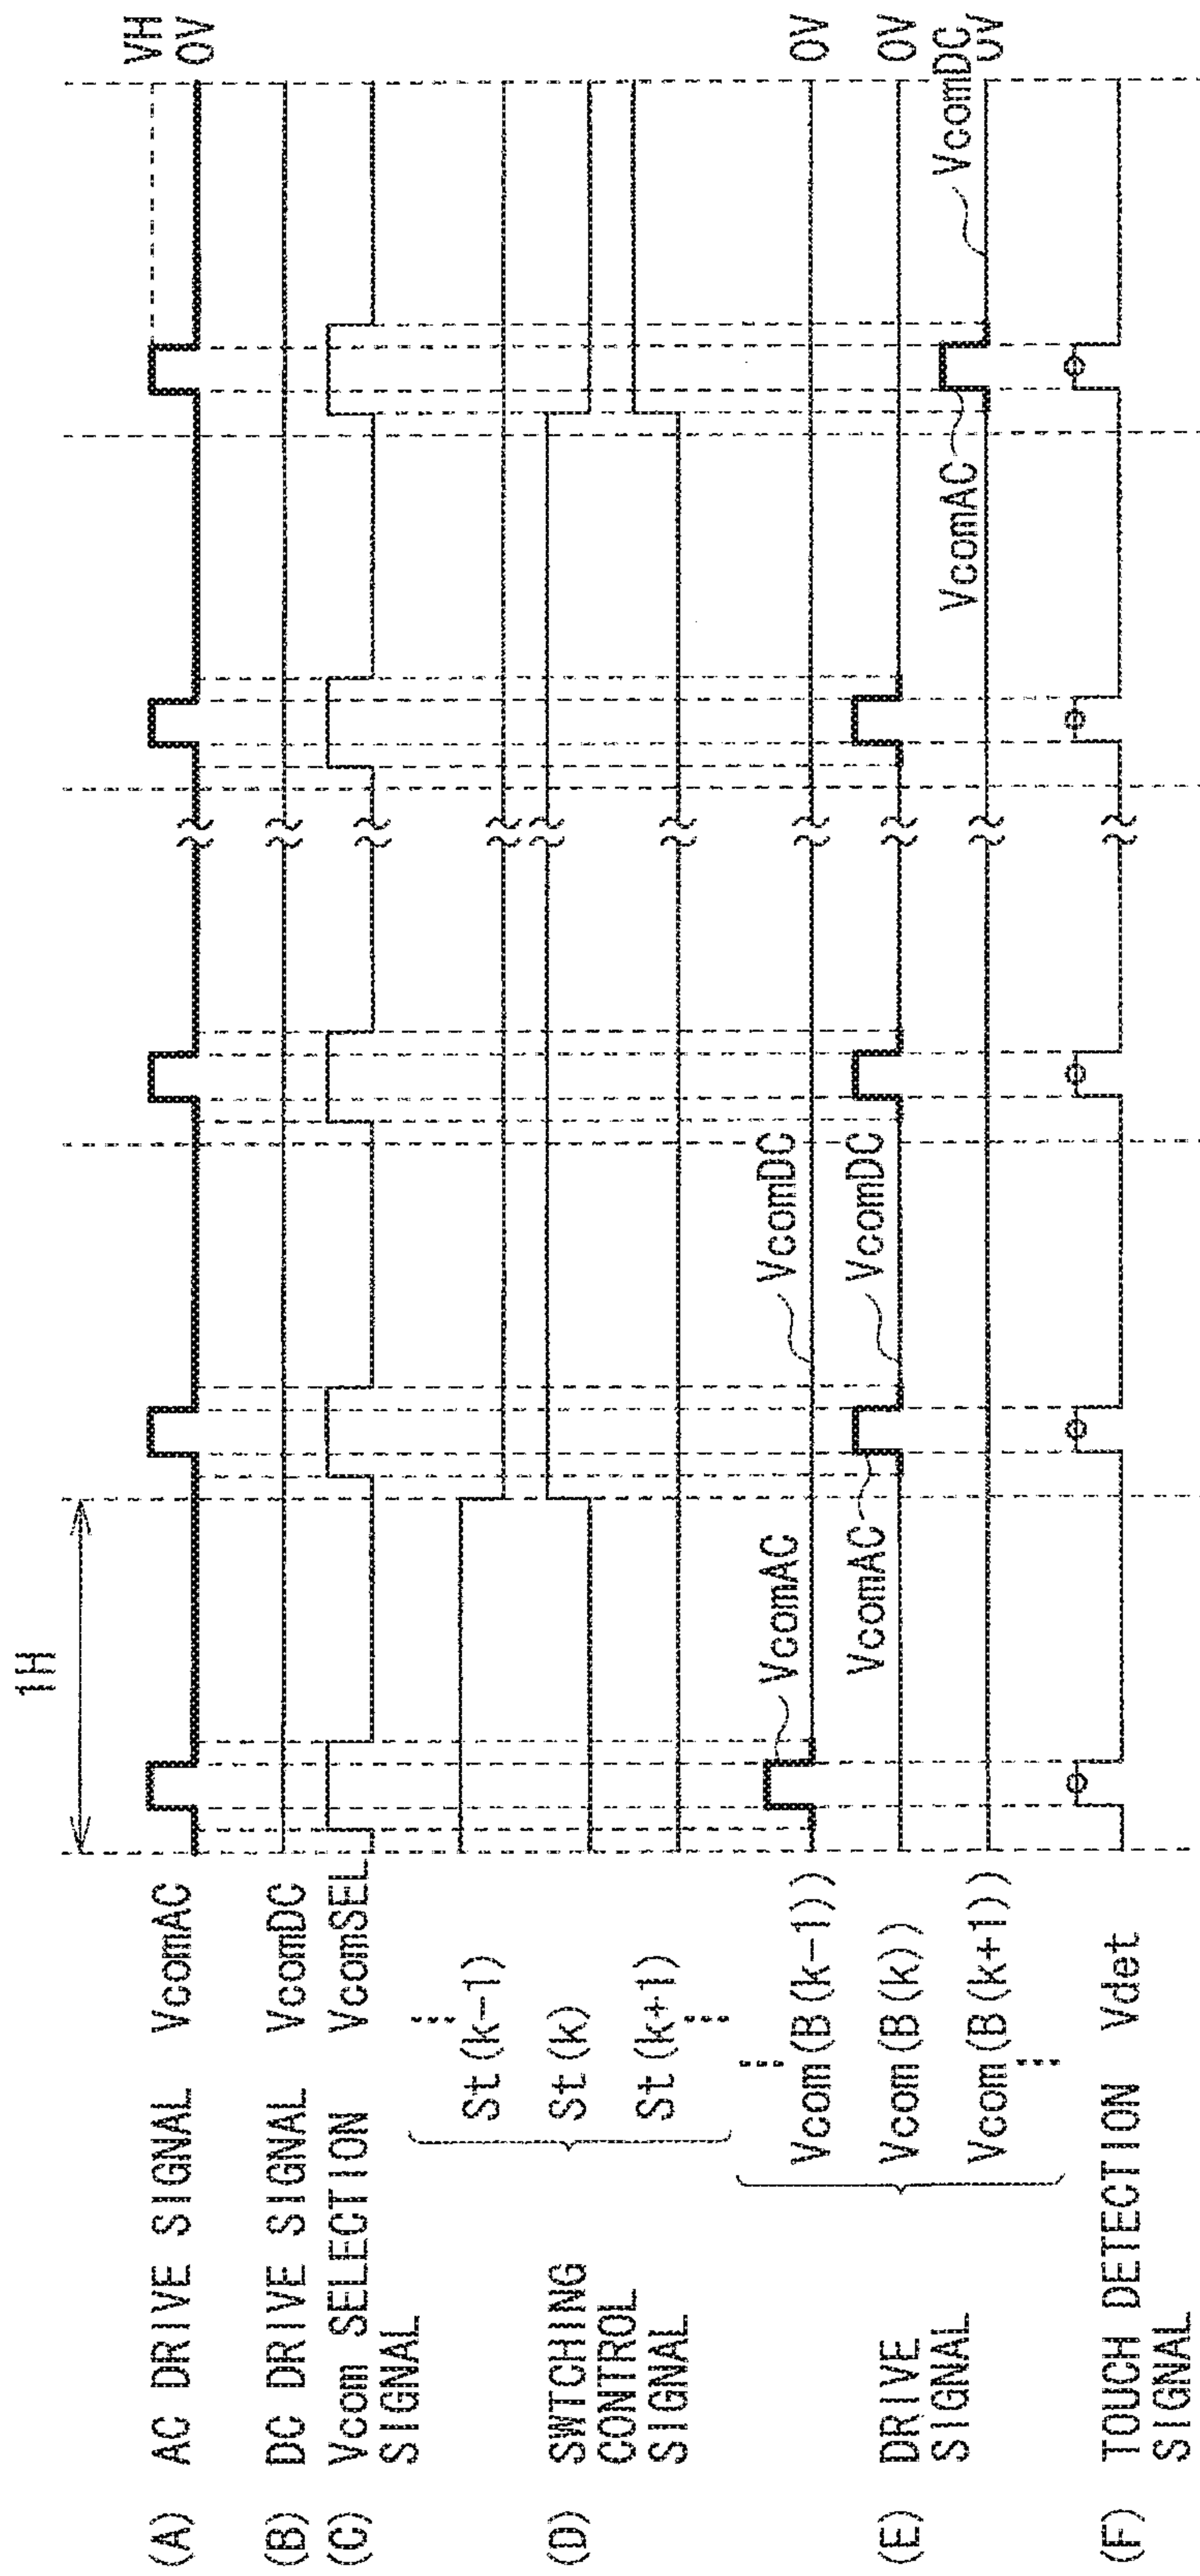 1H
(A) AC DRIVE SIGNAL VcomAC
VH
0V
(B) DC DRIVE SIGNAL VcomDC
(C) Vcom SELECTION VcomSEL
SIGNAL
(D) SWTCHING
CONTROL
SIGNAL
St(k-1)
St(k)
St(k+1)
(E) DRIVE
SIGNAL
Vcom(B(k-1))
VcomAC
VcomDC
0V
Vcom(B(k))
VcomAC
VcomDC
0V
Vcom(B(k+1))
VcomAC
VcomDC
0V
(F) TOUCH DETECTION Vdet
SIGNAL